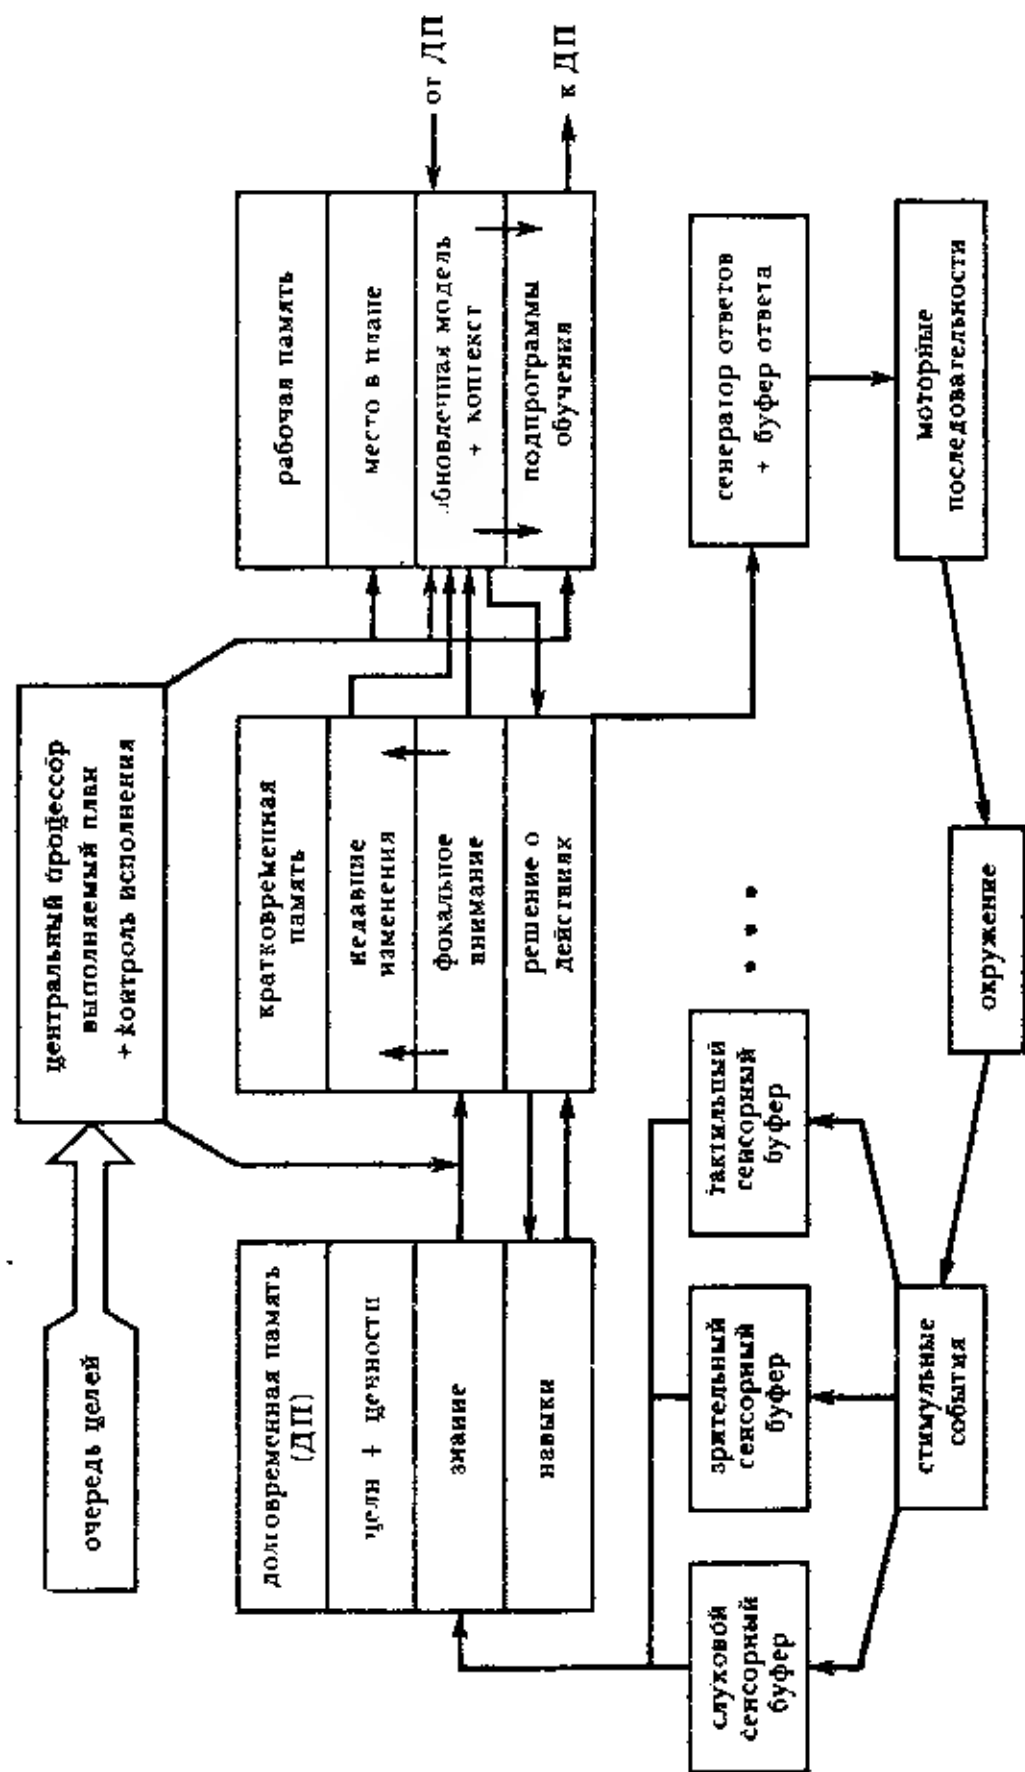 очередь целей
центральный процессор
выполняемый план
+контроль исполнения
долговременная память
(ДП)
цели + ценности
знание
навыки
кратковременная
память
недавние
изменения
фокальное
внимание
решение о
действиях
рабочая память
место в плане
обновленная модель
+ контекст
подпрограммы
обучения
от ДП
к ДП
слуховой
сенсорный
буфер
зрительный
сенсорный
буфер
тактильный
сенсорный
буфер
• • •
генератор ответов
+ буфер ответа
стимульные
события
окружение
моторные
последовательности